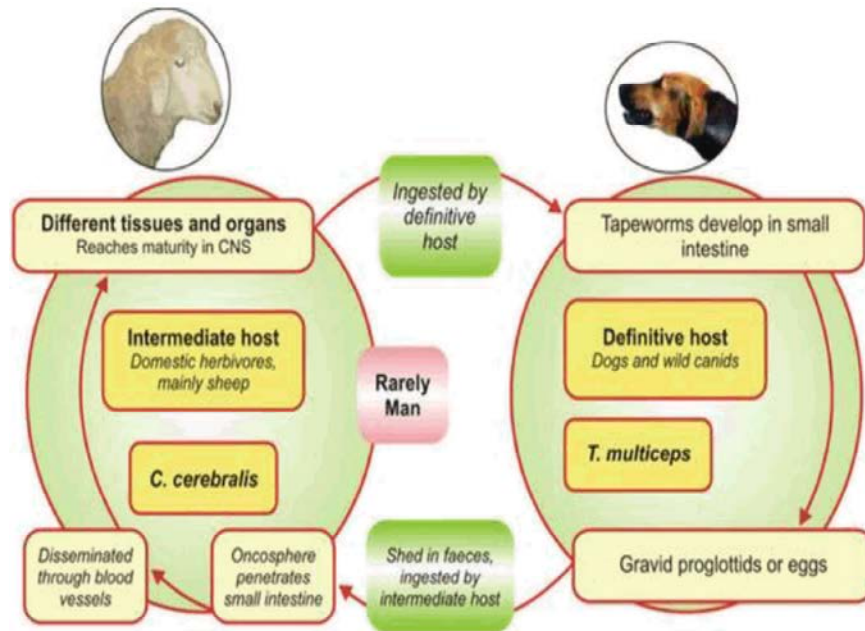 Different tissues and organs
Reaches maturity in CNS
Ingested by
definitive
host
Tapeworms develop in small
intestine
Intermediate host
Domestic herbivores,
mainly sheep
Rarely
Man
Definitive host
Dogs and wild canids
C. cerebralis
T. multiceps
Disseminated
through blood
vessels
Oncosphere
penetrates
small intestine
Shed in faeces,
ingested by
intermediate host
Gravid proglottids or eggs